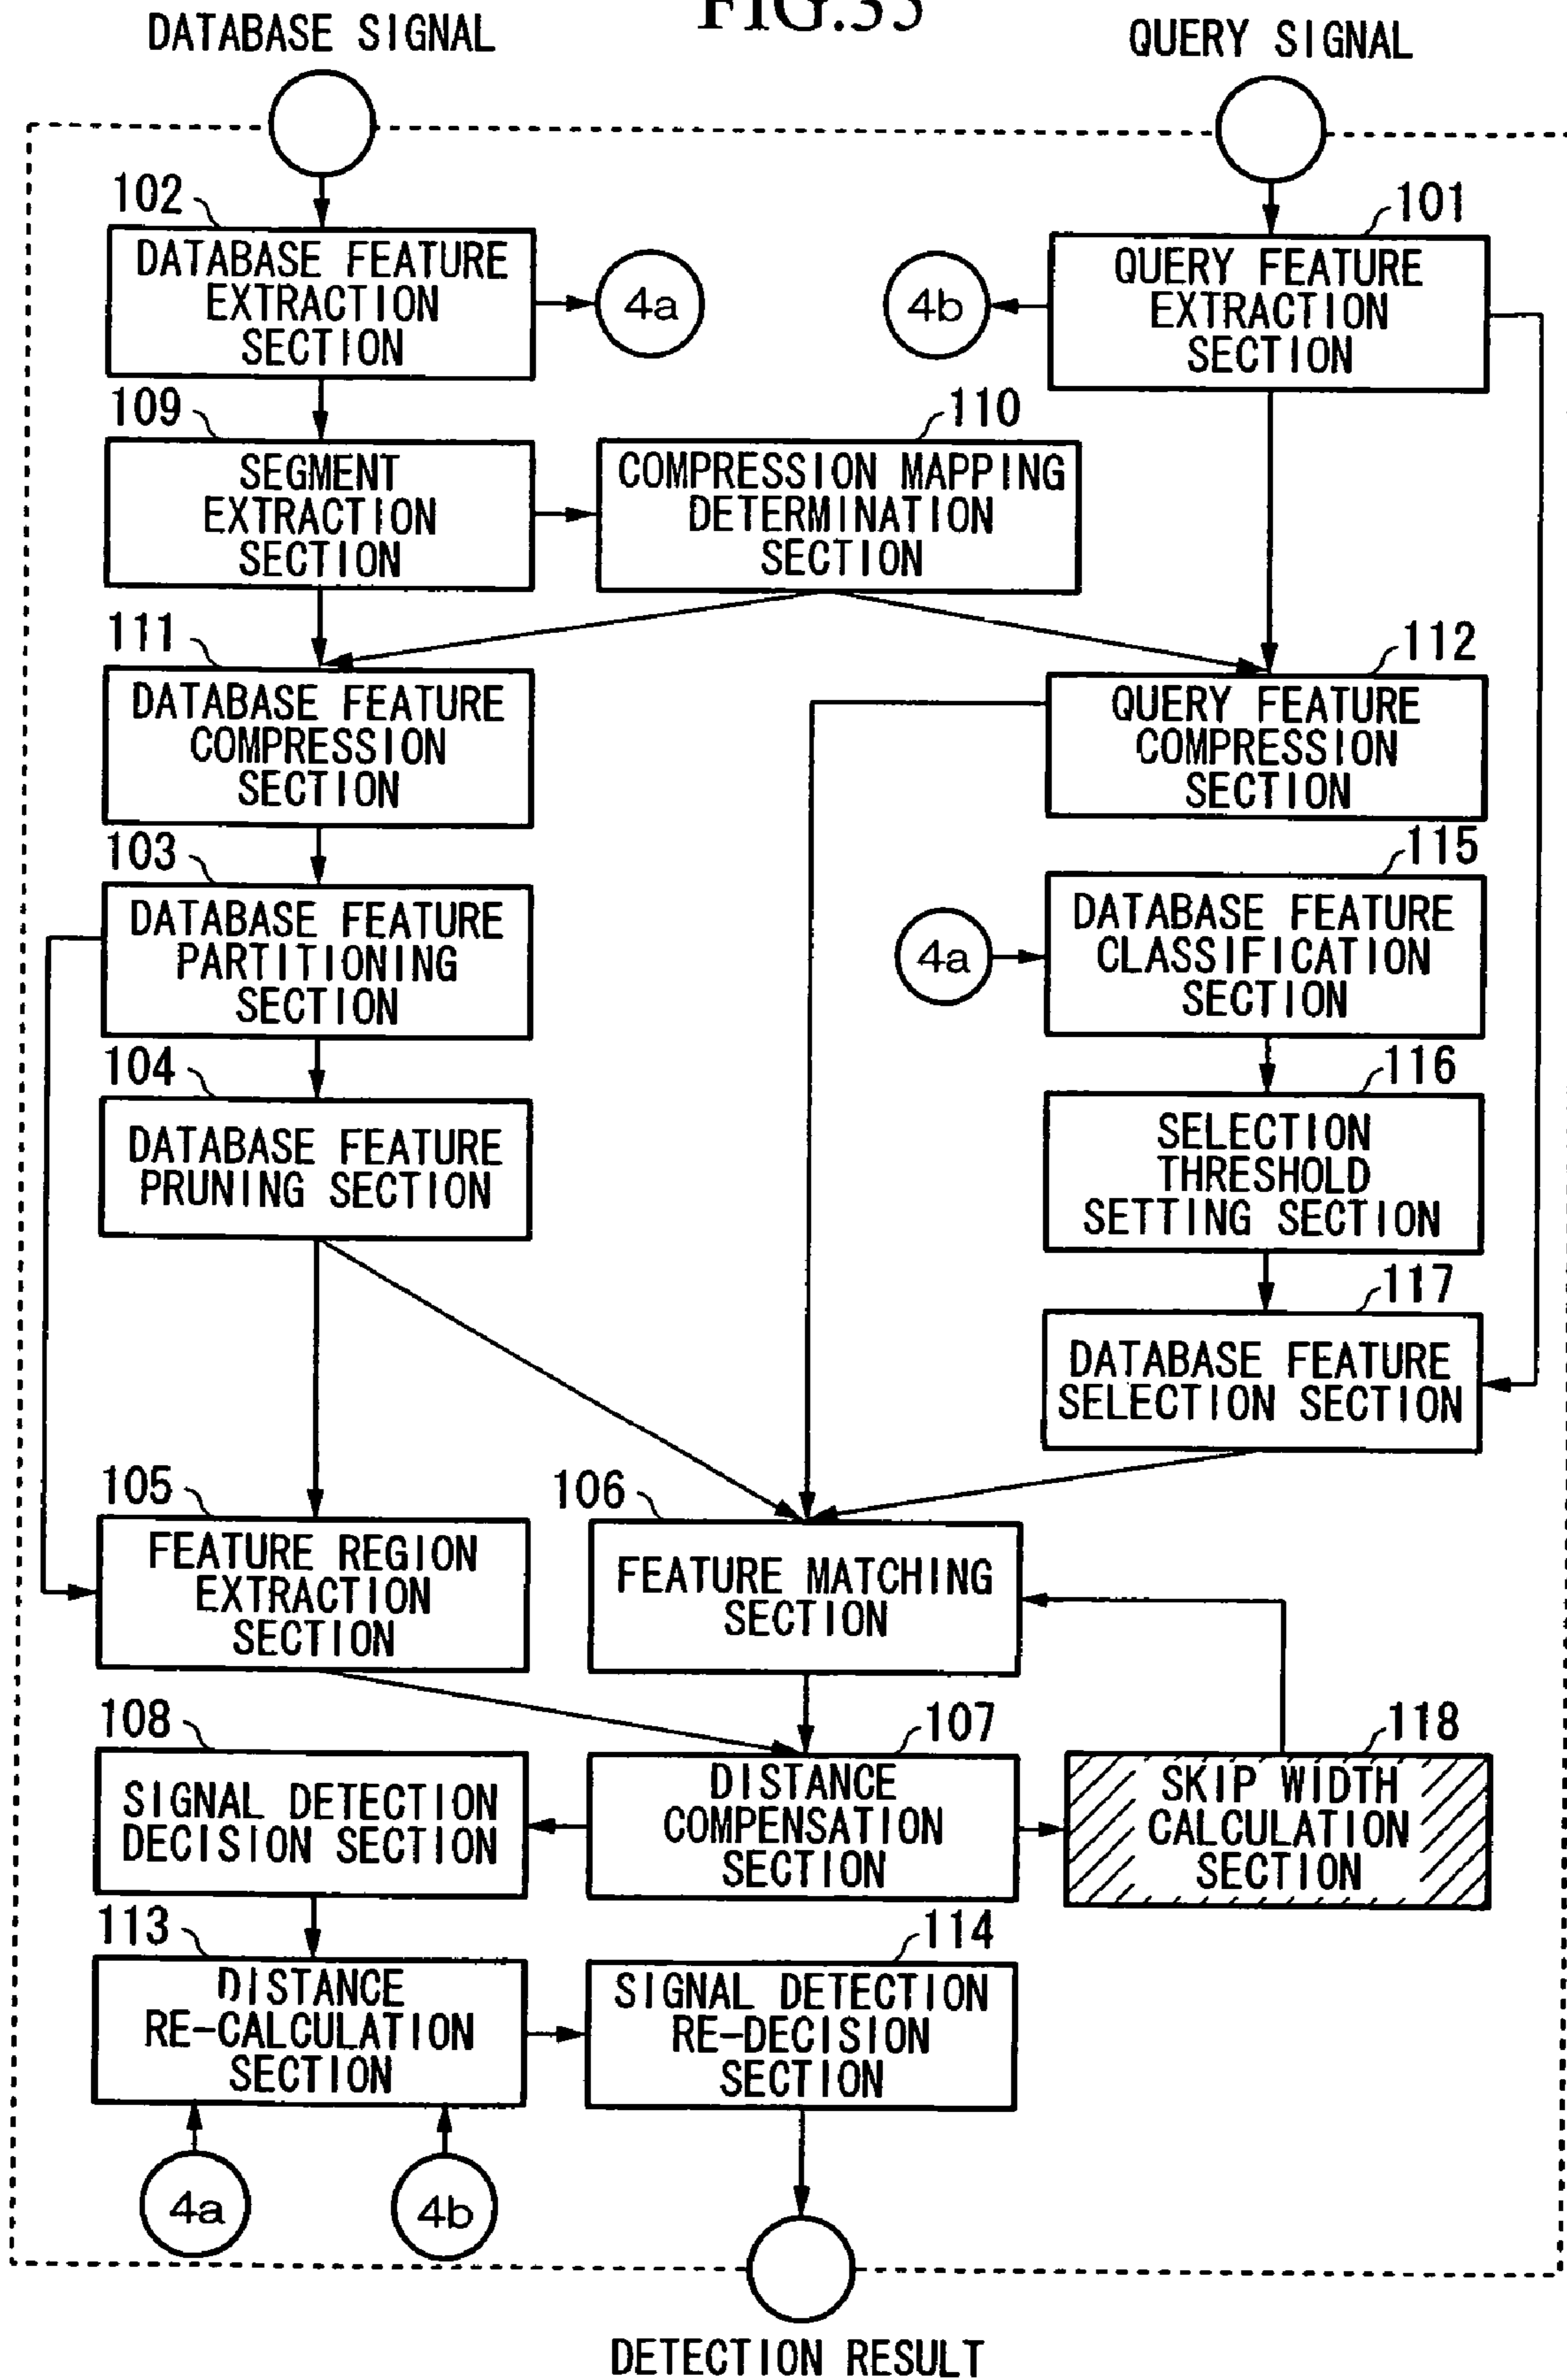 FIG.35
DATABASE SIGNAL
QUERY SIGNAL
102
DATABASE FEATURE
EXTRACTION
SECTION
4a
4b
101
QUERY FEATURE
EXTRACTION
SECTION
109
SEGMENT
EXTRACTION
SECTION
110
COMPRESSION MAPPING
DETERMINATION
SECTION
111
DATABASE FEATURE
COMPRESSION
SECTION
112
QUERY FEATURE
COMPRESSION
SECTION
103
DATABASE FEATURE
PARTITIONING
SECTION
4a
115
DATABASE FEATURE
CLASSIFICATION
SECTION
104
DATABASE FEATURE
PRUNING SECTION
116
SELECTION
THRESHOLD
SETTING SECTION
117
DATABASE FEATURE
SELECTION SECTION
105
FEATURE REGION
EXTRACTION
SECTION
106
FEATURE MATCHING
SECTION
108
SIGNAL DETECTION
DECISION SECTION
107
DISTANCE
COMPENSATION
SECTION
118
SKIP WIDTH
CALCULATION
SECTION
113
DISTANCE
RE-CALCULATION
SECTION
114
SIGNAL DETECTION
RE-DECISION
SECTION
4a
4b
DETECTION RESULT